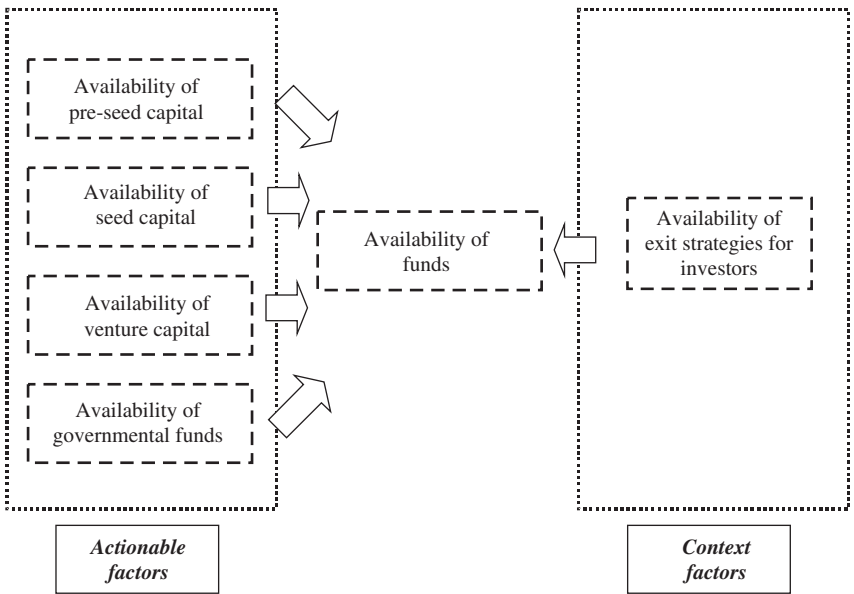 Availability of
pre-seed capital
Availability of
seed capital
Availability of
venture capital
Availability of
governmental funds
Availability of
funds
Availability of
exit strategies for
investors
Actionable
factors
Context
factors